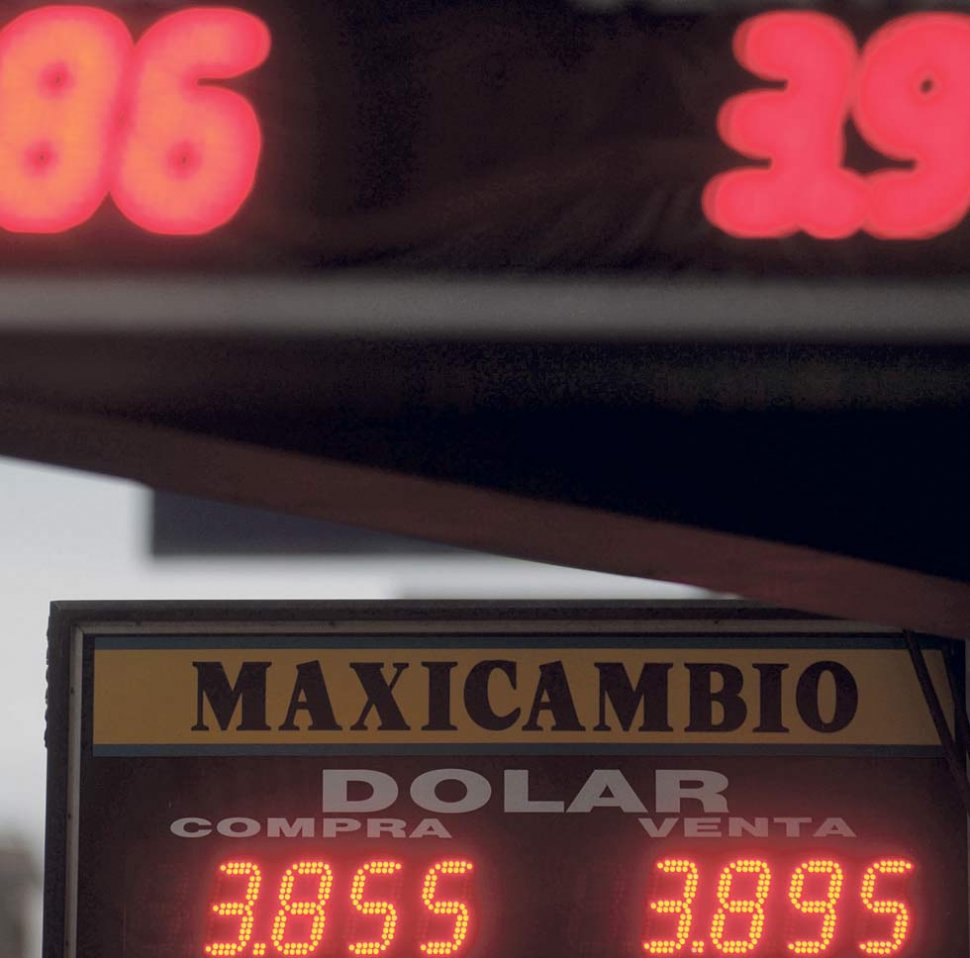 86 3.9
MAXICAMBIO
DOLAR
COMPRA VENTA
3.855 3.895